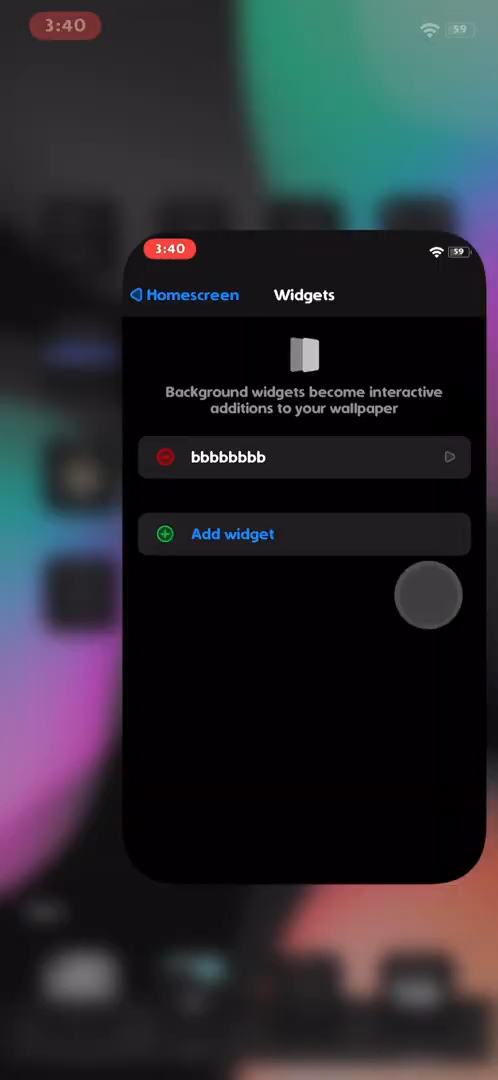 3:40
59
3:40
59
Homescreen
Widgets
Background widgets become interactive
additions to your wallpaper
bbbbbbbb
Add widget